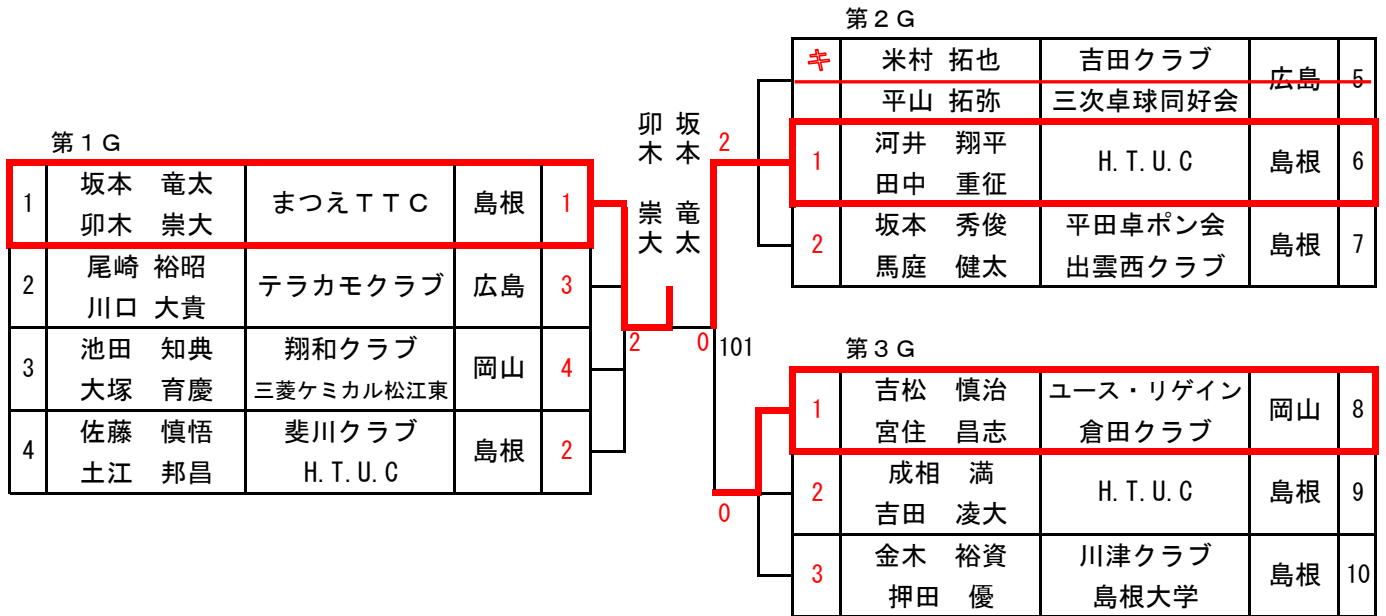 第1G
1 坂本 竜太 まつえTTC 島根 1
卯木 崇大
2 尾崎 裕昭 テラカモクラブ 広島 3
川口 大貴
3 池田 知典 翔和クラブ 岡山 4
大塚 育慶 三菱ケミカル松江東
4 佐藤 慎悟 斐川クラブ 島根 2
土江 邦昌 H.T.U.C
坂本 竜太
卯木 崇大
2
2
0
101
0
第2G
キ 米村 拓也 吉田クラブ 広島 5
平山 拓弥 三次卓球同好会
1 河井 翔平 H.T.U.C 島根 6
田中 重征
2 坂本 秀俊 平田卓ポン会 島根 7
馬庭 健太 出雲西クラブ
第3G
1 吉松 慎治 ユース・リゲイン 岡山 8
宮住 昌志 倉田クラブ
2 成相 満 H.T.U.C 島根 9
吉田 凌大
3 金木 裕資 川津クラブ 島根 10
押田 優 島根大学